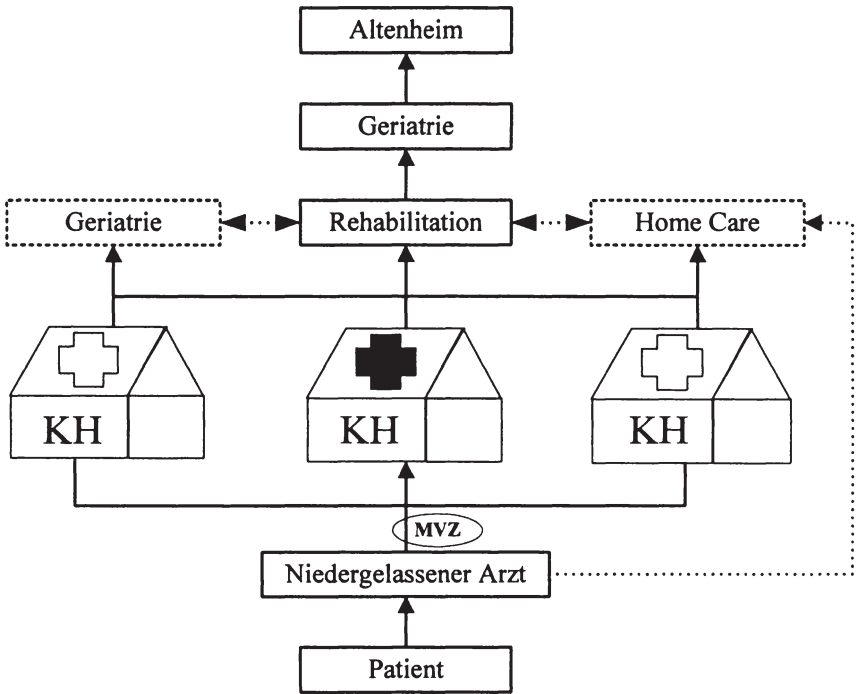 Altenheim
Geriatrie
Geriatrie
Rehabilitation
Home Care
KH
KH
KH
MVZ
Niedergelassener Arzt
Patient